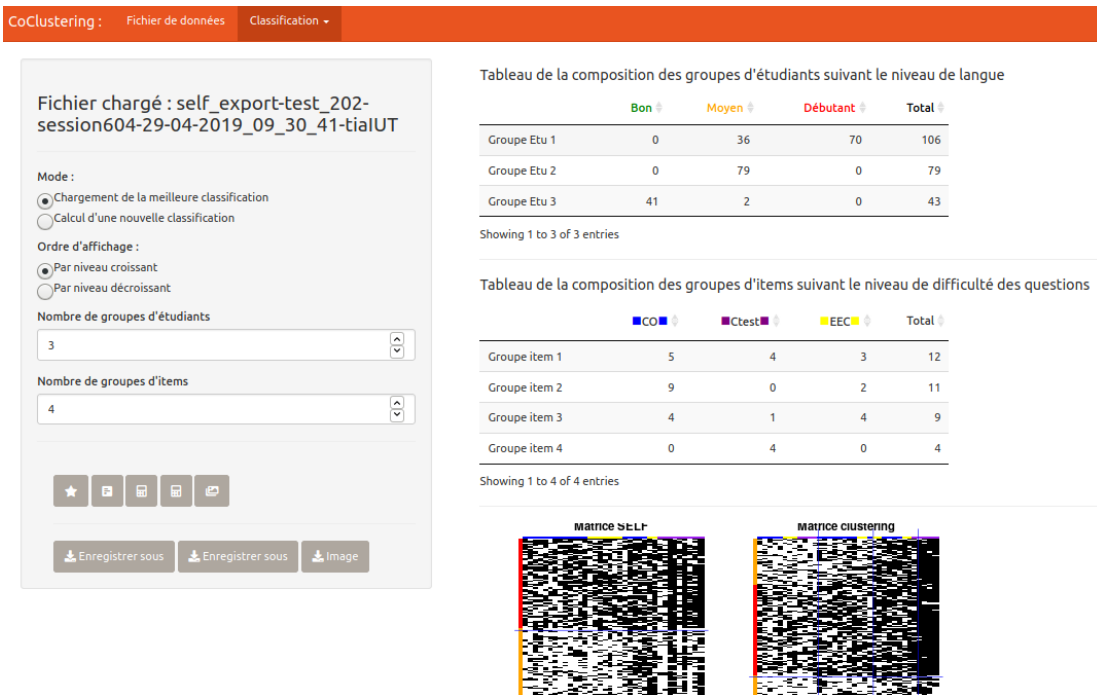 CoClustering : Fichier de données Classification
Fichier chargé : self_export-test_202-
session604-29-04-2019_09_30_41-tiaIUT
Mode :
Chargement de la meilleure classification
Calcul d'une nouvelle classification
Ordre d'affichage :
Par niveau croissant
Par niveau décroissant
Nombre de groupes d'étudiants
3
Nombre de groupes d'items
4
Enregistrer sous Enregistrer sous Image
Tableau de la composition des groupes d'étudiants suivant le niveau de langue
Bon Moyen Débutant Total
Groupe Etu 1 0 36 70 106
Groupe Etu 2 0 79 0 79
Groupe Etu 3 41 2 0 43
Showing 1 to 3 of 3 entries
Tableau de la composition des groupes d'items suivant le niveau de difficulté des questions
CO Ctest EEC Total
Groupe item 1 5 4 3 12
Groupe item 2 9 0 2 11
Groupe item 3 4 1 4 9
Groupe item 4 0 4 0 4
Showing 1 to 4 of 4 entries
Matrice SELF Matrice clustering